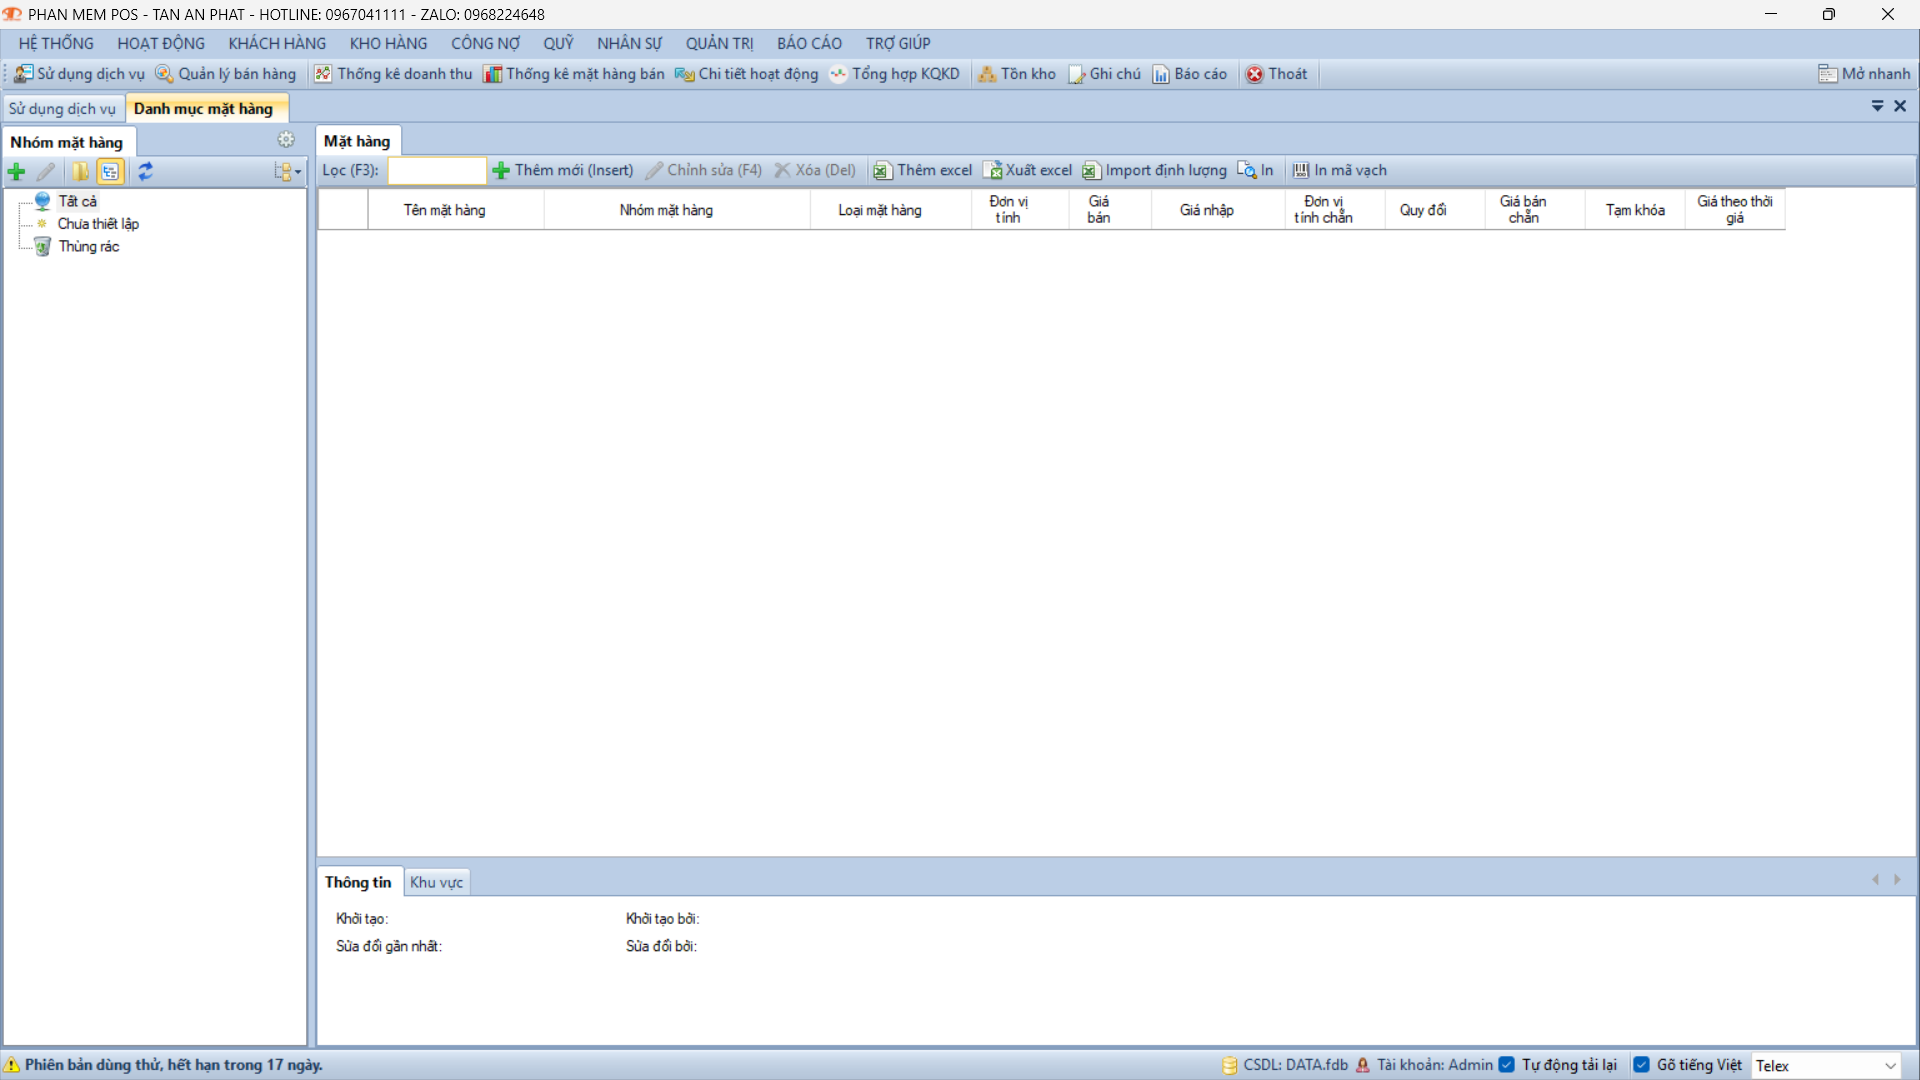 PHAN MEM POS - TAN AN PHAT - HOTLINE: 0967041111 - ZALO: 0968224648
HỆ THỐNG HOẠT ĐỘNG KHÁCH HÀNG KHO HÀNG CÔNG NỢ QUỸ NHÂN SỰ QUẢN TRỊ BÁO CÁO TRỢ GIÚP
Sử dụng dịch vụ Quản lý bán hàng Thống kê doanh thu Thống kê mặt hàng bán Chi tiết hoạt động Tổng hợp KQKD Tồn kho Ghi chú Báo cáo Thoát Mở nhanh
Sử dụng dịch vụ Danh mục mặt hàng
Nhóm mặt hàng
Tất cả
Chưa thiết lập
Thùng rác
Mặt hàng
Lọc (F3): Thêm mới (Insert) Chỉnh sửa (F4) Xóa (Del) Thêm excel Xuất excel Import định lượng In In mã vạch
Tên mặt hàng Nhóm mặt hàng Loại mặt hàng Đơn vị tính Giá bán Giá nhập Đơn vị tính chẵn Quy đổi Giá bán chẵn Tạm khóa Giá theo thời giá
Thông tin Khu vực
Khởi tạo: Khởi tạo bởi:
Sửa đổi gần nhất: Sửa đổi bởi:
Phiên bản dùng thử, hết hạn trong 17 ngày. CSDL: DATA.fdb Tài khoản: Admin Tự động tải lại Gõ tiếng Việt Telex